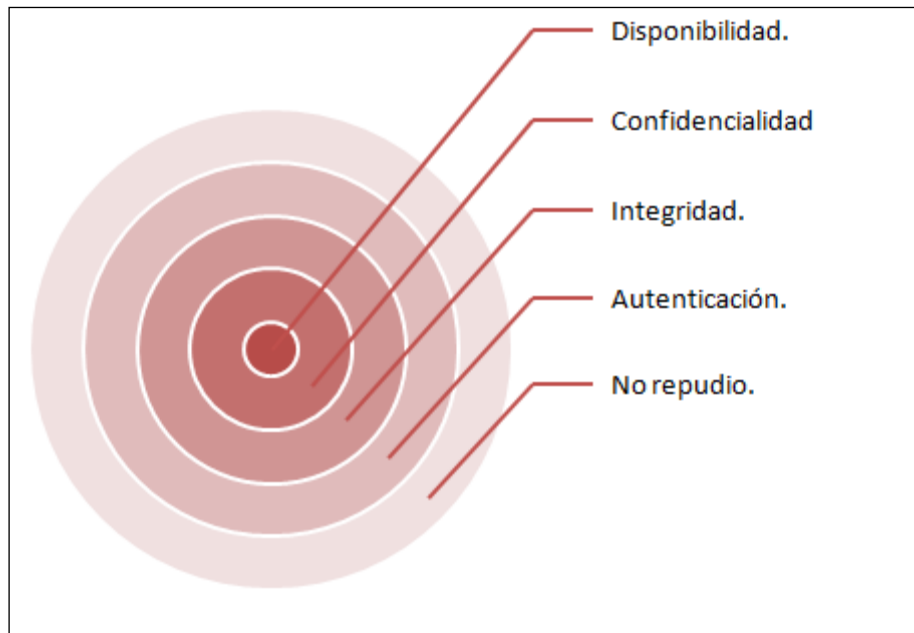 Disponibilidad.
Confidencialidad
Integridad.
Autenticación.
No repudio.